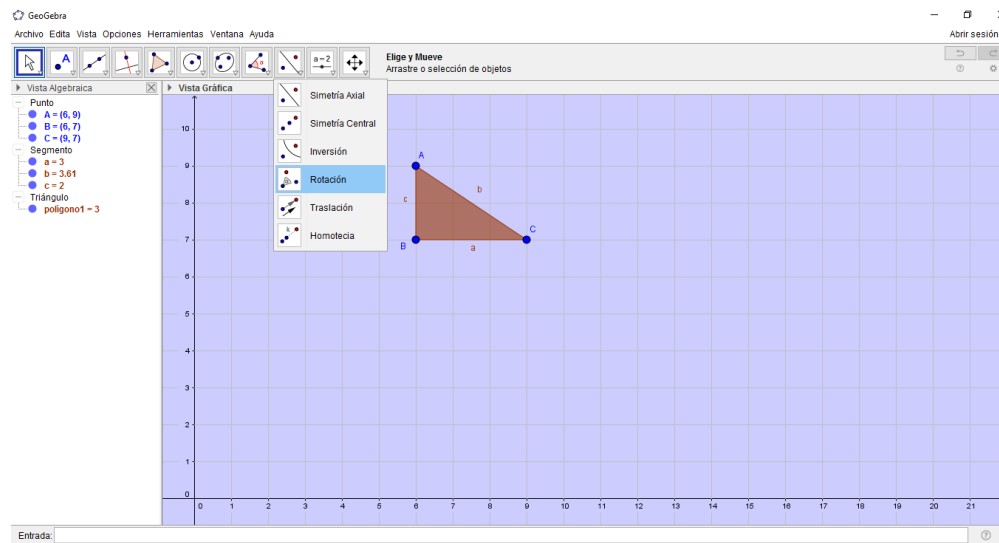 GeoGebra
Archivo Edita Vista Opciones Herramientas Ventana Ayuda
Abrir sesión
A
α
a=2
Elige y Mueve
Arrastre o selección de objetos
Vista Algebraica
Vista Gráfica
Punto
A = (6, 9)
B = (6, 7)
C = (9, 7)
Segmento
a = 3
b = 3.61
c = 2
Triángulo
polígono1 = 3
Simetría Axial
Simetría Central
Inversión
Rotación
Traslación
k
Homotecia
10
9
8
7
6
5
4
3
2
1
0
A
b
c
C
B
a
0 1 2 3 4 5 6 7 8 9 10 11 12 13 14 15 16 17 18 19 20 21
Entrada: